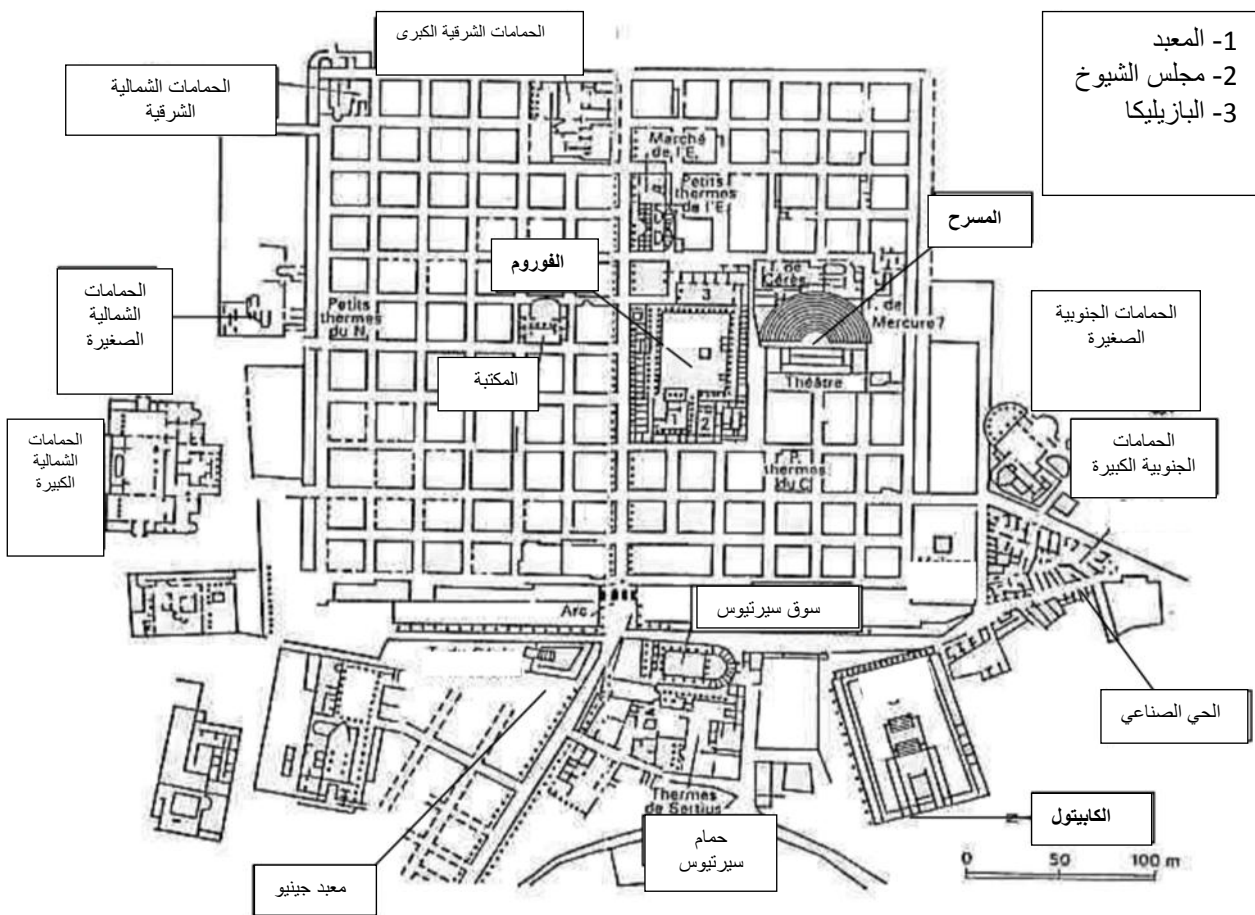 الحمامات الشرقية الكبرى
1- المعبد
2- مجلس الشيوخ
3- البازيليكا
الحمامات الشمالية
الشرقية
Marché
de l'E.
Petits
thermes
de l'E.
المسرح
الفوروم
T. de
Cérès
3
T. de
Mercure?
الحمامات
الشمالية
الصغيرة
Petits
thermes
du N.
الحمامات الجنوبية
الصغيرة
المكتبة
Théâtre
1
2
الحمامات
الشمالية
الكبيرة
الحمامات
الجنوبية الكبيرة
P.
thermes
du C.
Arc
سوق سيرتيوس
الحي الصناعي
Thermes
de Sertius
حمام
سيرتيوس
الكابيتول
معبد جينيو
0 50 100 m